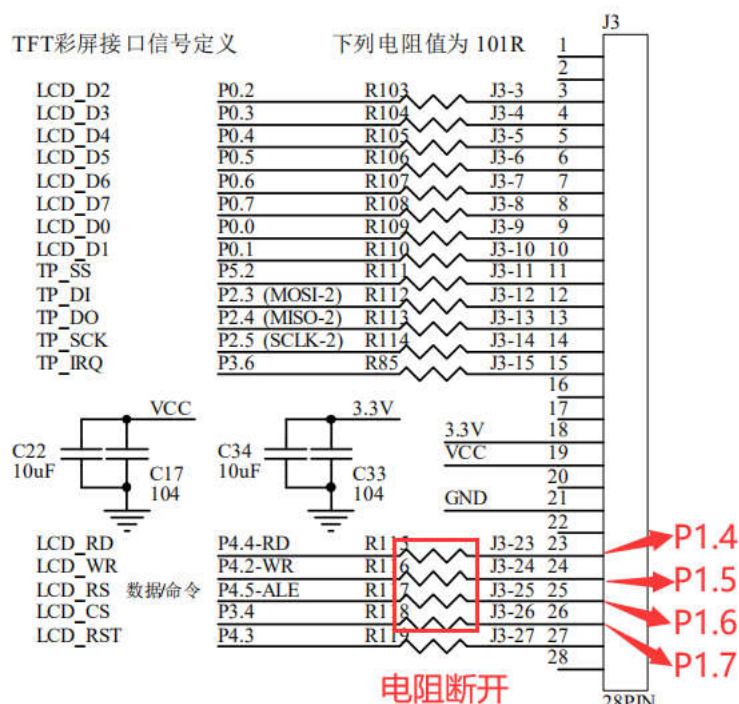 J3
TFT彩屏接口信号定义 下列电阻值为 101R 1
2
LCD_D2 P0.2 R103 J3-3 3
LCD_D3 P0.3 R104 J3-4 4
LCD_D4 P0.4 R105 J3-5 5
LCD_D5 P0.5 R106 J3-6 6
LCD_D6 P0.6 R107 J3-7 7
LCD_D7 P0.7 R108 J3-8 8
LCD_D0 P0.0 R109 J3-9 9
LCD_D1 P0.1 R110 J3-10 10
TP_SS P5.2 R111 J3-11 11
TP_DI P2.3 (MOSI-2) R112 J3-12 12
TP_DO P2.4 (MISO-2) R113 J3-13 13
TP_SCK P2.5 (SCLK-2) R114 J3-14 14
TP_IRQ P3.6 R85 J3-15 15
16
VCC 3.3V 17
3.3V 18
C22 C34 VCC 19
10uF C17 10uF C33 20
104 104 GND 21
22
LCD_RD P4.4-RD R115 J3-23 23 P1.4
LCD_WR P4.2-WR R116 J3-24 24 P1.5
LCD_RS 数据/命令 P4.5-ALE R117 J3-25 25 P1.6
LCD_CS P3.4 R118 J3-26 26 P1.7
LCD_RST P4.3 R119 J3-27 27
28
电阻断开 28PIN